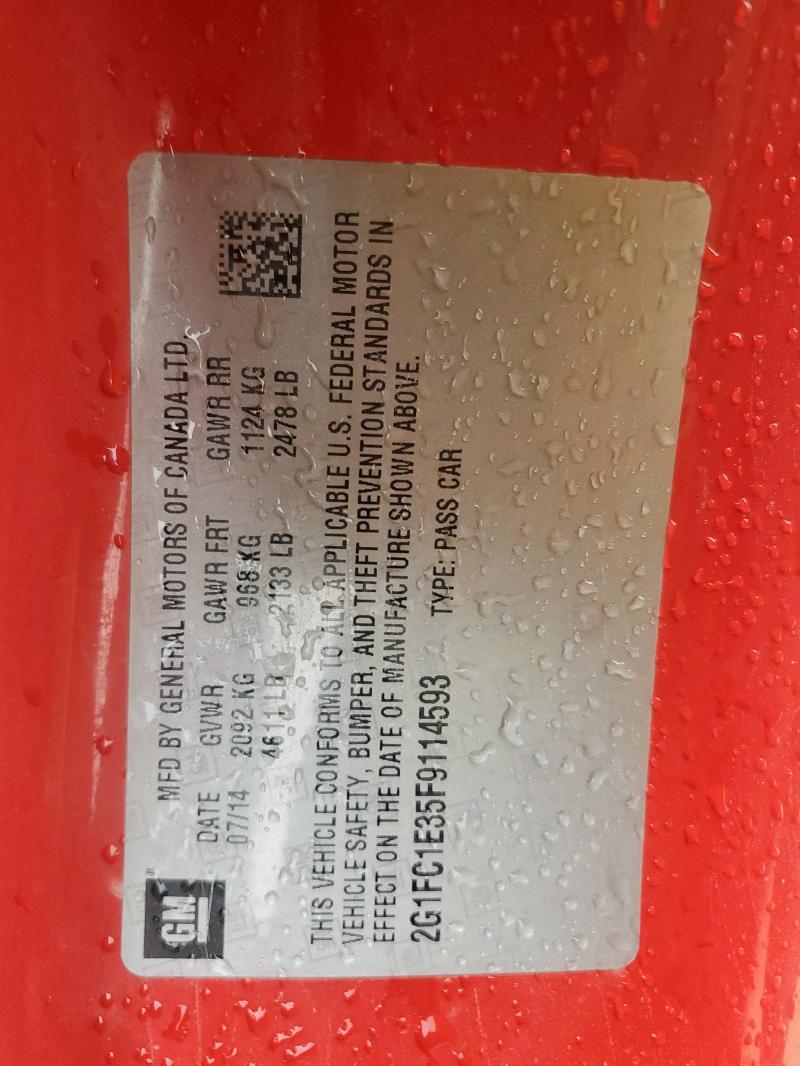 GM®
MFD BY GENERAL MOTORS OF CANADA LTD.
DATE GVWR GAWR FRT GAWR RR
07/14 2092 KG 968 KG 1124 KG
4611 LB 2133 LB 2478 LB
THIS VEHICLE CONFORMS TO ALL APPLICABLE U.S. FEDERAL MOTOR
VEHICLE SAFETY, BUMPER, AND THEFT PREVENTION STANDARDS IN
EFFECT ON THE DATE OF MANUFACTURE SHOWN ABOVE.
2G1FC1E35F9114593 TYPE: PASS CAR